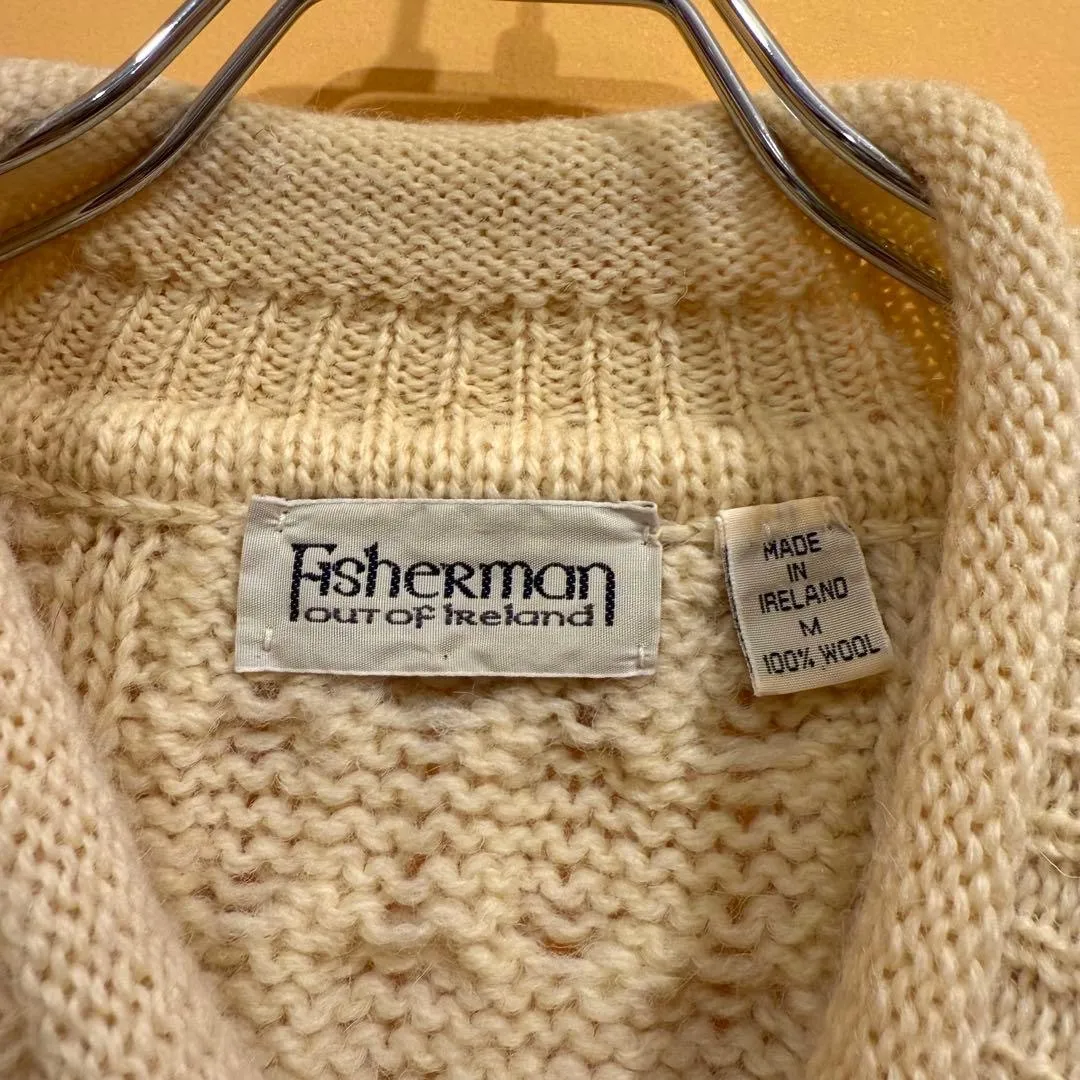 Fisherman
out of Ireland
MADE
IN
IRELAND
M
100% WOOL